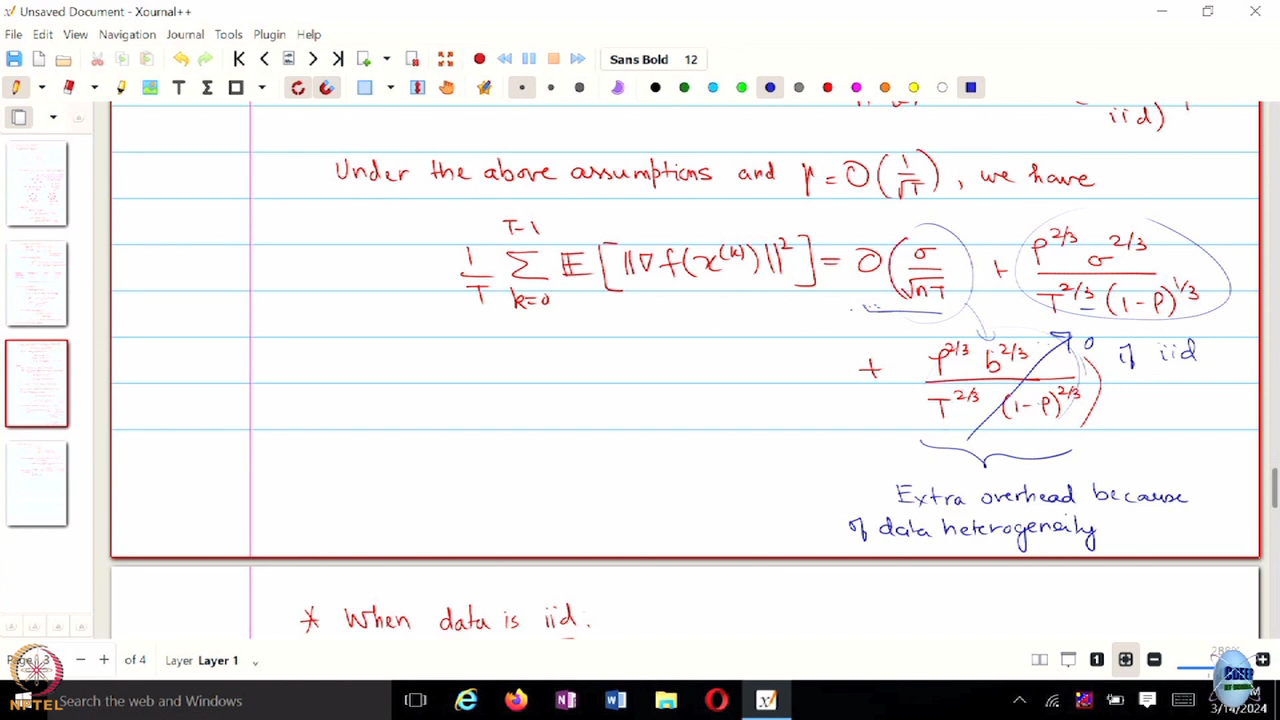 Unsaved Document - Xournal++
File Edit View Navigation Journal Tools Plugin Help
Sans Bold 12
iid)
Under the above assumptions and η = O(1/√T), we have
1/T Σ_{k=0}^{T-1} E[||∇f(x^(k))||²] = O(σ/√nT + ρ^2/3 σ^2/3 / T^2/3 (1-ρ)^1/3
+ ρ^2/3 b^2/3 / T^2/3 (1-ρ)^2/3) 0 if iid
Extra overhead because
of data heterogeneity
* When data is iid:
Page 3 of 4 Layer Layer 1
Search the web and Windows
3/14/2024
NPTEL